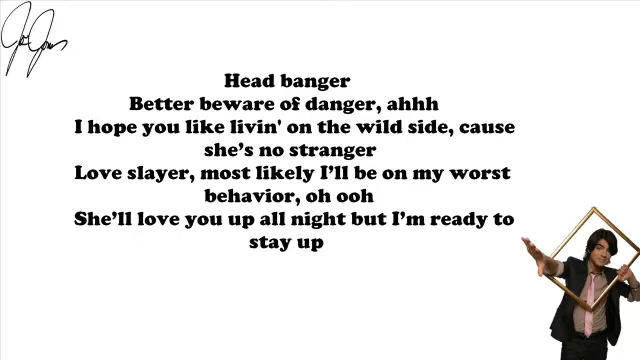 Joe Jonas
Head banger
Better beware of danger, ahhh
I hope you like livin' on the wild side, cause
she's no stranger
Love slayer, most likely I'll be on my worst
behavior, oh ooh
She'll love you up all night but I'm ready to
stay up